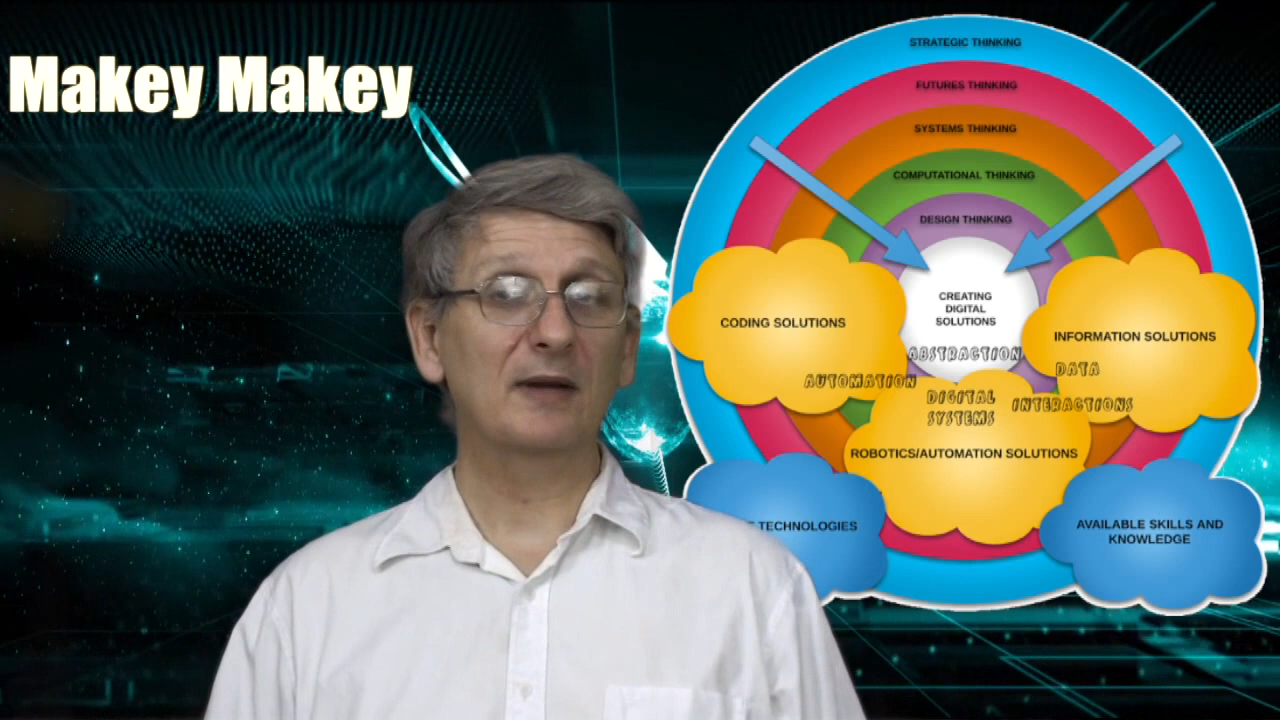 Makey Makey
STRATEGIC THINKING
FUTURES THINKING
SYSTEMS THINKING
COMPUTATIONAL THINKING
DESIGN THINKING
CREATING
DIGITAL
SOLUTIONS
CODING SOLUTIONS
INFORMATION SOLUTIONS
ABSTRACTION
DATA
AUTOMATION
DIGITAL
SYSTEMS
INTERACTIONS
ROBOTICS/AUTOMATION SOLUTIONS
TECHNOLOGIES
AVAILABLE SKILLS AND
KNOWLEDGE